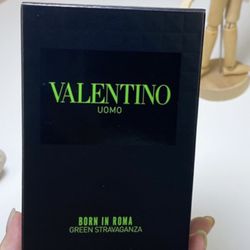 VALENTINO
UOMO
BORN IN ROMA
GREEN STRAVAGANZA